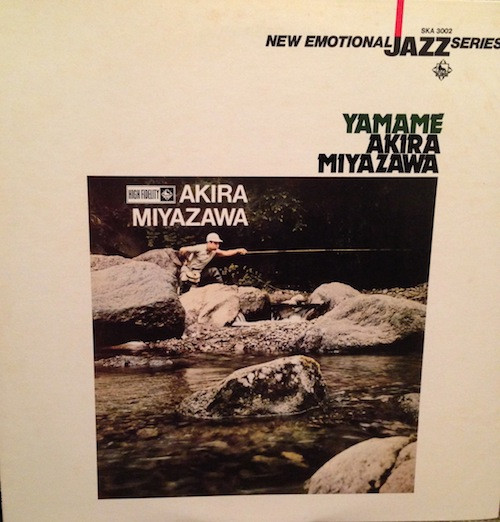 SKA 3002
NEW EMOTIONAL JAZZ SERIES
YAMAME
AKIRA
MIYAZAWA
HIGH FIDELITY AKIRA
MIYAZAWA